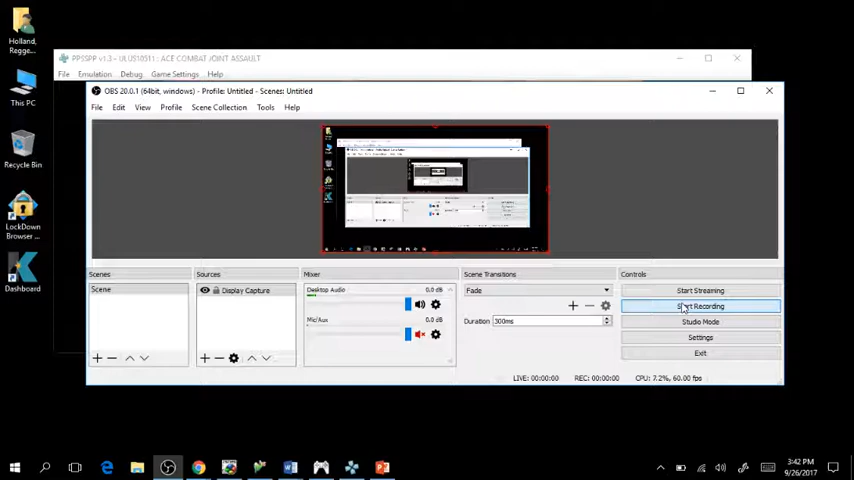 Holland,
Regge...
This PC
Recycle Bin
LockDown
Browser ...
Dashboard
PPSSPP v1.3 - ULUS10511 : ACE COMBAT JOINT ASSAULT
File Emulation Debug Game Settings Help
OBS 20.0.1 (64bit, windows) - Profile: Untitled - Scenes: Untitled
File Edit View Profile Scene Collection Tools Help
Scenes Sources Mixer Scene Transitions Controls
Scene
Display Capture
Desktop Audio 0.0 dB
Mic/Aux 0.0 dB
Fade
Duration 300ms
Start Streaming
Start Recording
Studio Mode
Settings
Exit
LIVE: 00:00:00 REC: 00:00:00 CPU: 7.2%, 60.00 fps
3:42 PM
9/26/2017